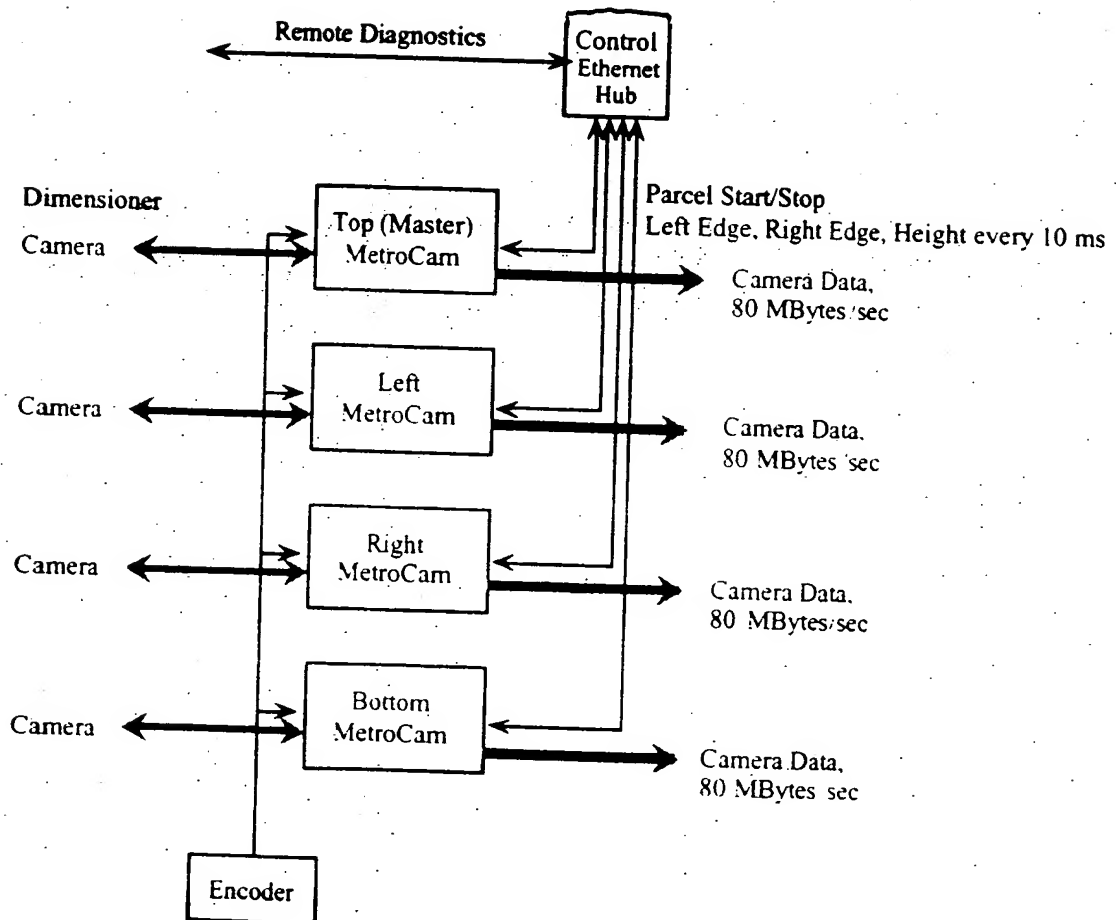 Remote Diagnostics
Control
Ethernet
Hub
Dimensioner
Camera
Top (Master)
MetroCam
Parcel Start/Stop
Left Edge, Right Edge, Height every 10 ms
Camera Data,
80 MBytes/sec
Camera
Left
MetroCam
Camera Data,
80 MBytes/sec
Camera
Right
MetroCam
Camera Data,
80 MBytes/sec
Camera
Bottom
MetroCam
Camera Data,
80 MBytes sec
Encoder